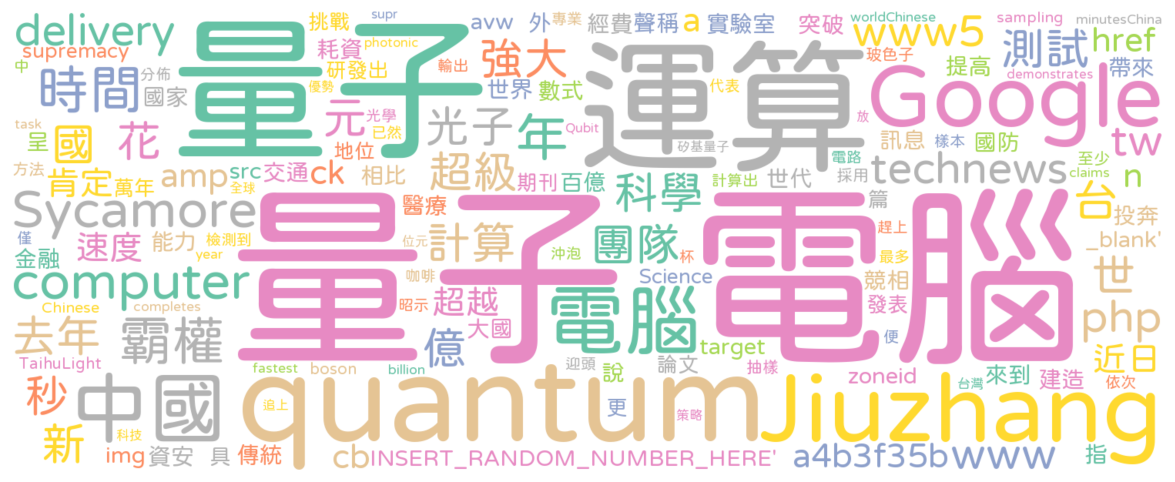 delivery
supremacy
量子
挑戰
supr
avw
外
專業
經費
聲稱
a
實驗室
突破
worldChinese
sampling
minutesChina
www5
測試
href
中
耗資
photonic
研發出
輸出
強大
世界
數式
運算
代表
玻色子
提高
demonstrates
帶來
時間
分佈
國家
優勢
元
光學
已然
光子
年
Qubit
矽基量子
放
Google
tw
task
呈
國
花
地位
訊息
樣本
國防
方法
肯定
萬年
amp
src
全球
交通
ck
相比
超級
期刊
百億
科學
計算出
世代
電路
採用
technews
至少
claims
n
篇
台
投奔
Sycamore
速度
能力
檢測到
醫療
位元
計算
沖泡
團隊
杯
Science
趕上
最多
競相
發表
_blank'
世
金融
僅
year
computer
量子電腦
咖啡
昭示
超越
電腦
便
php
Chinese
completes
去年
霸權
大國
億
target
近日
TaihuLight
fastest
boson
billion
迎頭
說
論文
抽樣
zoneid
台灣
來到
建造
依次
秒
中國
quantum
追上
更
策略
Jiuzhang
新
科技
img
資安
具
傳統
cb
INSERT_RANDOM_NUMBER_HERE'
a4b3f35b
www
指